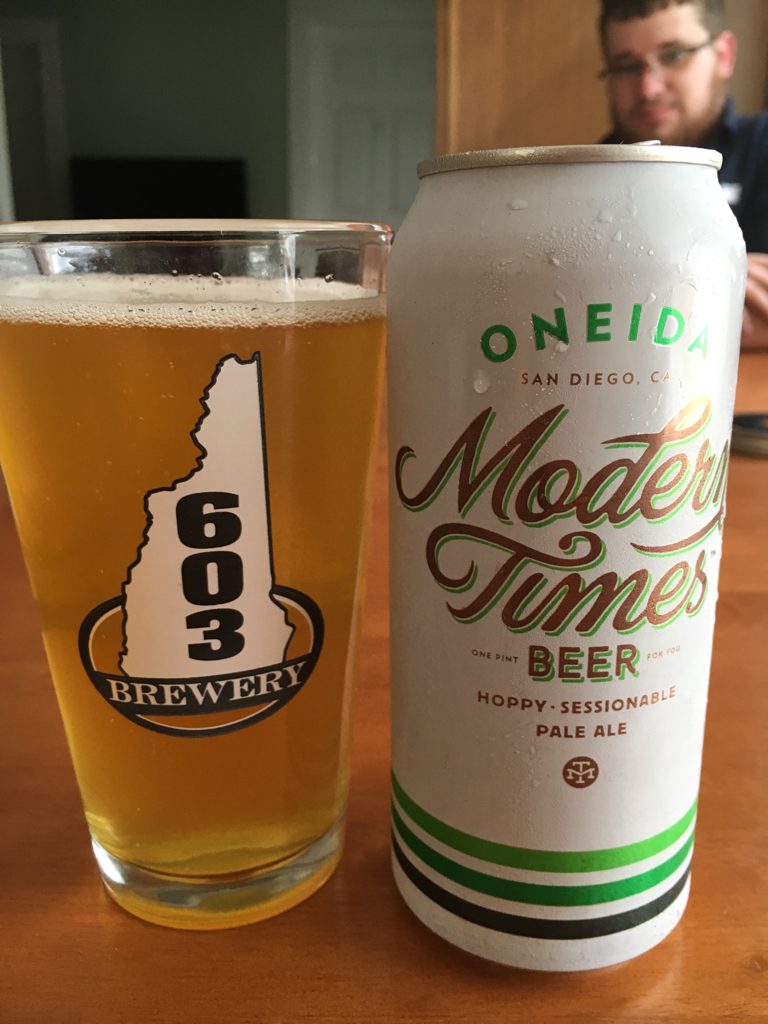 603
BREWERY
ONEIDA
SAN DIEGO, CA
Modern
Times
BEER
ONE PINT
FOR YOU
HOPPY · SESSIONABLE
PALE ALE